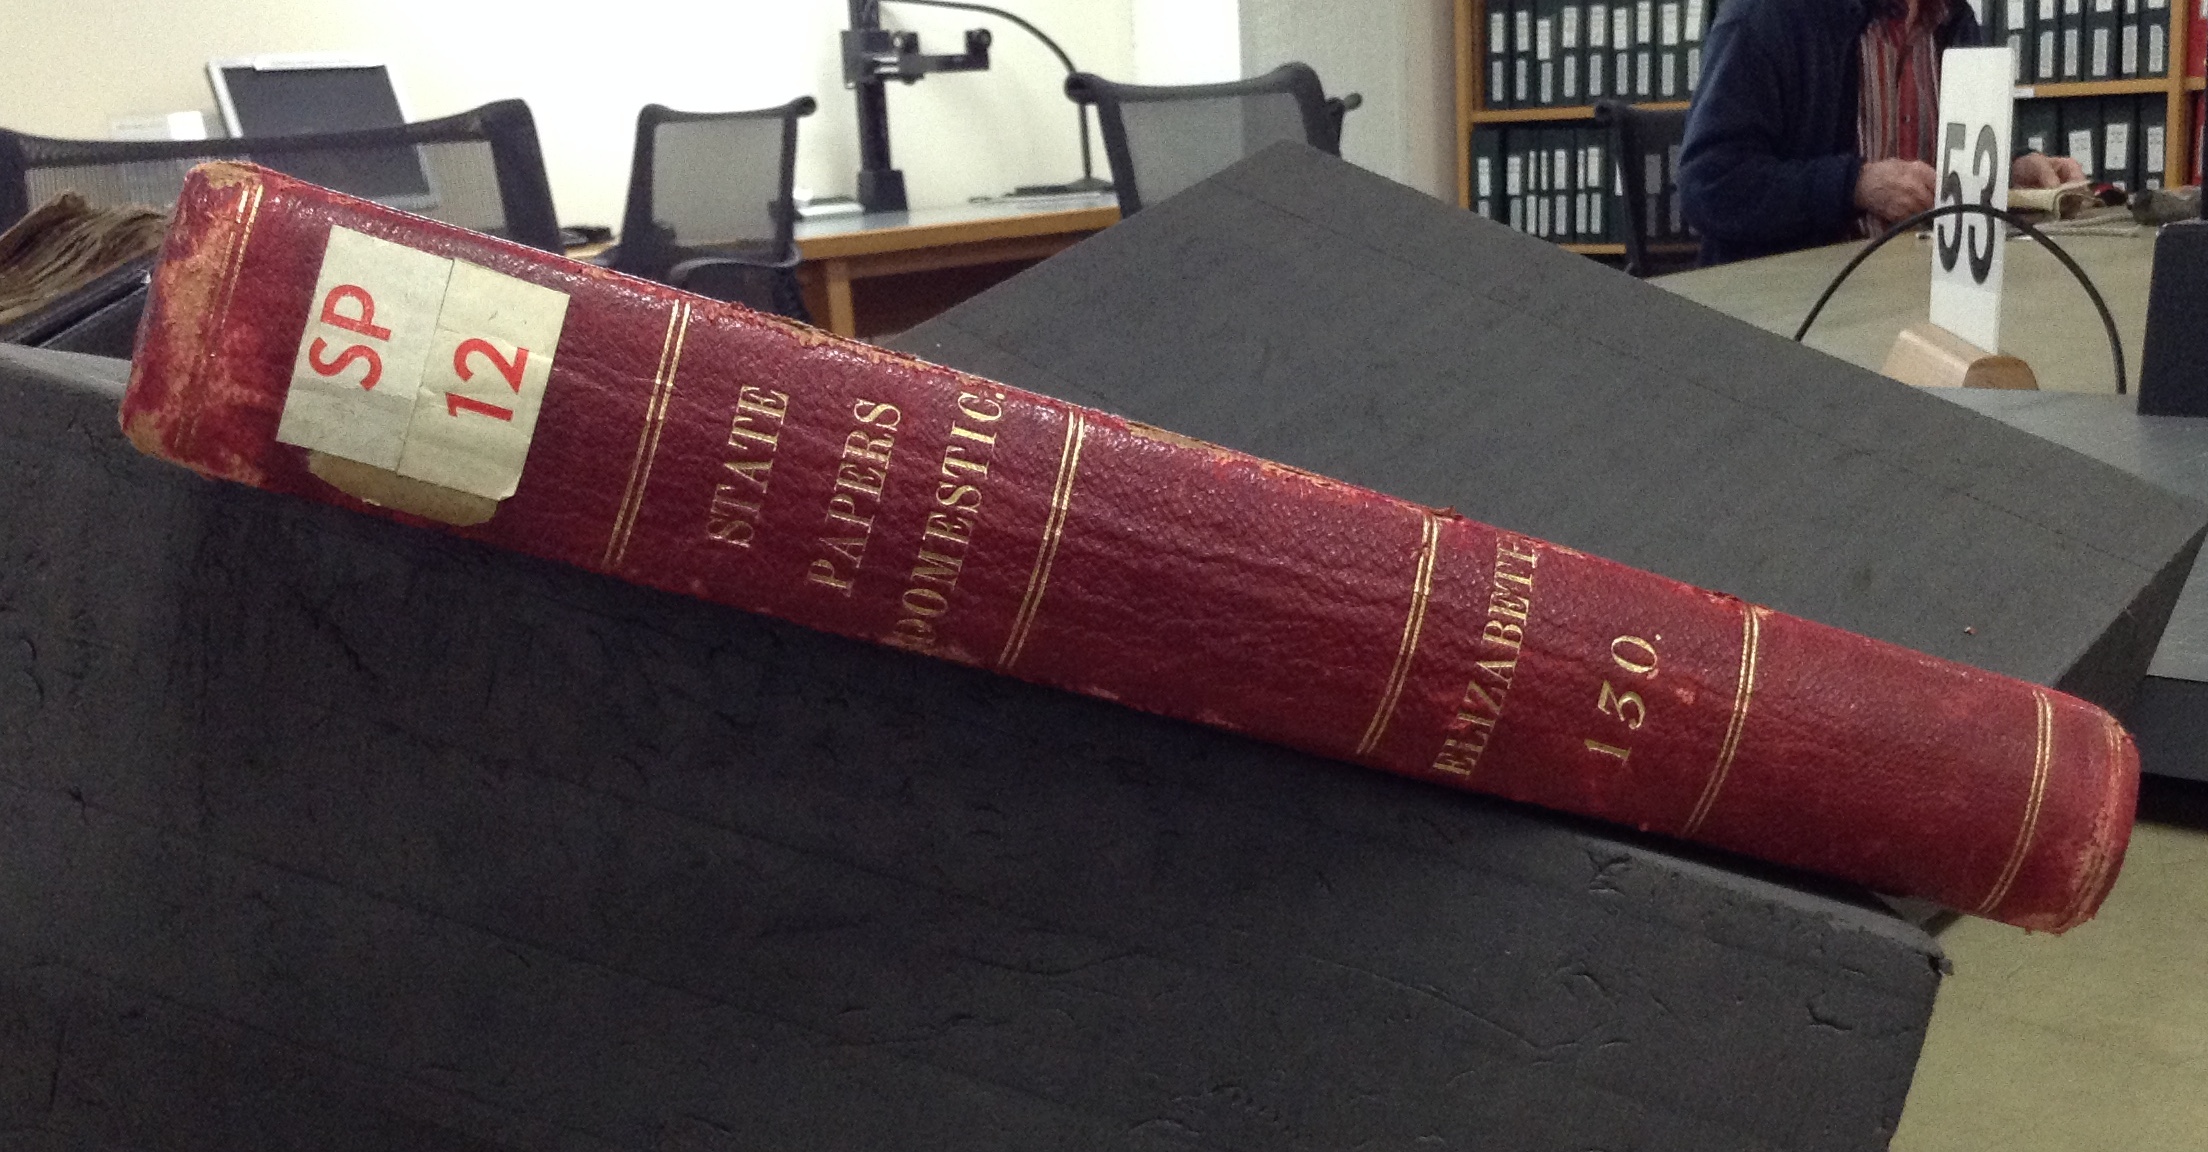 SP
12
STATE
PAPERS
DOMESTIC.
ELIZABETH
130.
53